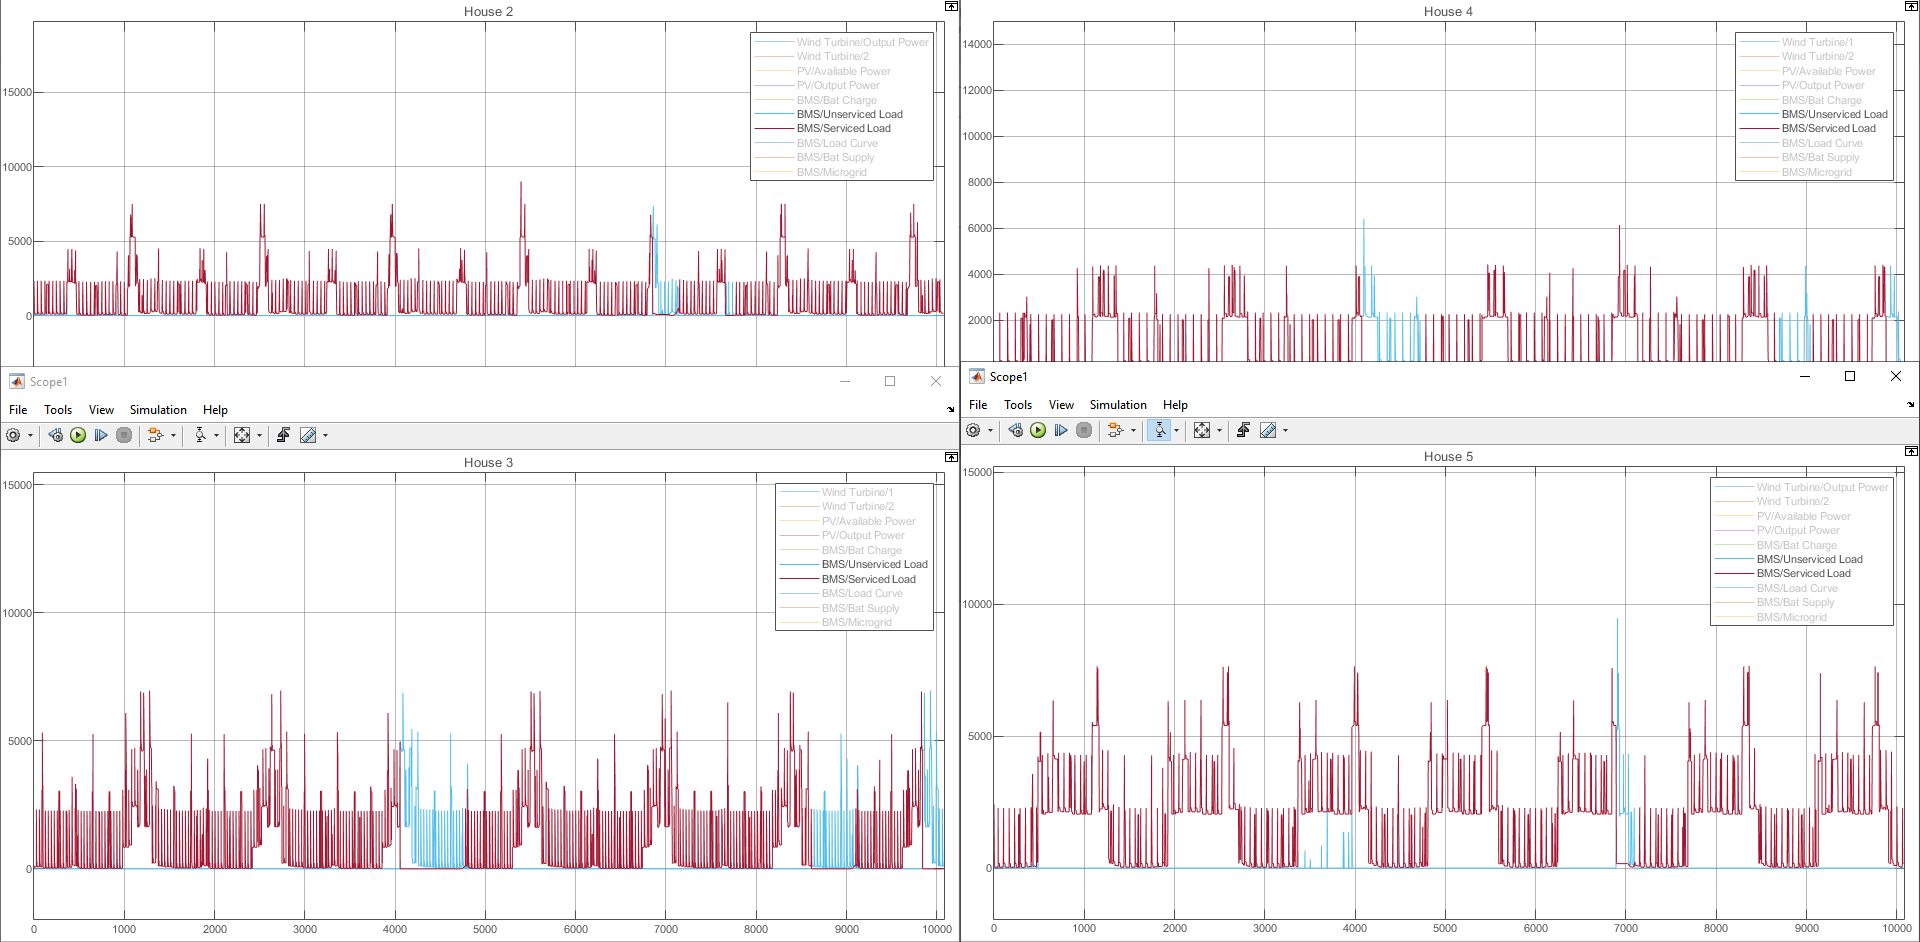 House 2
15000
10000
5000
0
Wind Turbine/Output Power
Wind Turbine/2
PV/Available Power
PV/Output Power
BMS/Bat Charge
BMS/Unserviced Load
BMS/Serviced Load
BMS/Load Curve
BMS/Bat Supply
BMS/Microgrid
House 4
14000
12000
10000
8000
6000
4000
2000
Wind Turbine/1
Wind Turbine/2
PV/Available Power
PV/Output Power
BMS/Bat Charge
BMS/Unserviced Load
BMS/Serviced Load
BMS/Load Curve
BMS/Bat Supply
BMS/Microgrid
Scope1
File Tools View Simulation Help
House 3
15000
10000
5000
0
Wind Turbine/1
Wind Turbine/2
PV/Available Power
PV/Output Power
BMS/Bat Charge
BMS/Unserviced Load
BMS/Serviced Load
BMS/Load Curve
BMS/Bat Supply
BMS/Microgrid
0 1000 2000 3000 4000 5000 6000 7000 8000 9000 10000
Scope1
File Tools View Simulation Help
House 5
15000
10000
5000
0
Wind Turbine/Output Power
Wind Turbine/2
PV/Available Power
PV/Output Power
BMS/Bat Charge
BMS/Unserviced Load
BMS/Serviced Load
BMS/Load Curve
BMS/Bat Supply
BMS/Microgrid
0 1000 2000 3000 4000 5000 6000 7000 8000 9000 10000